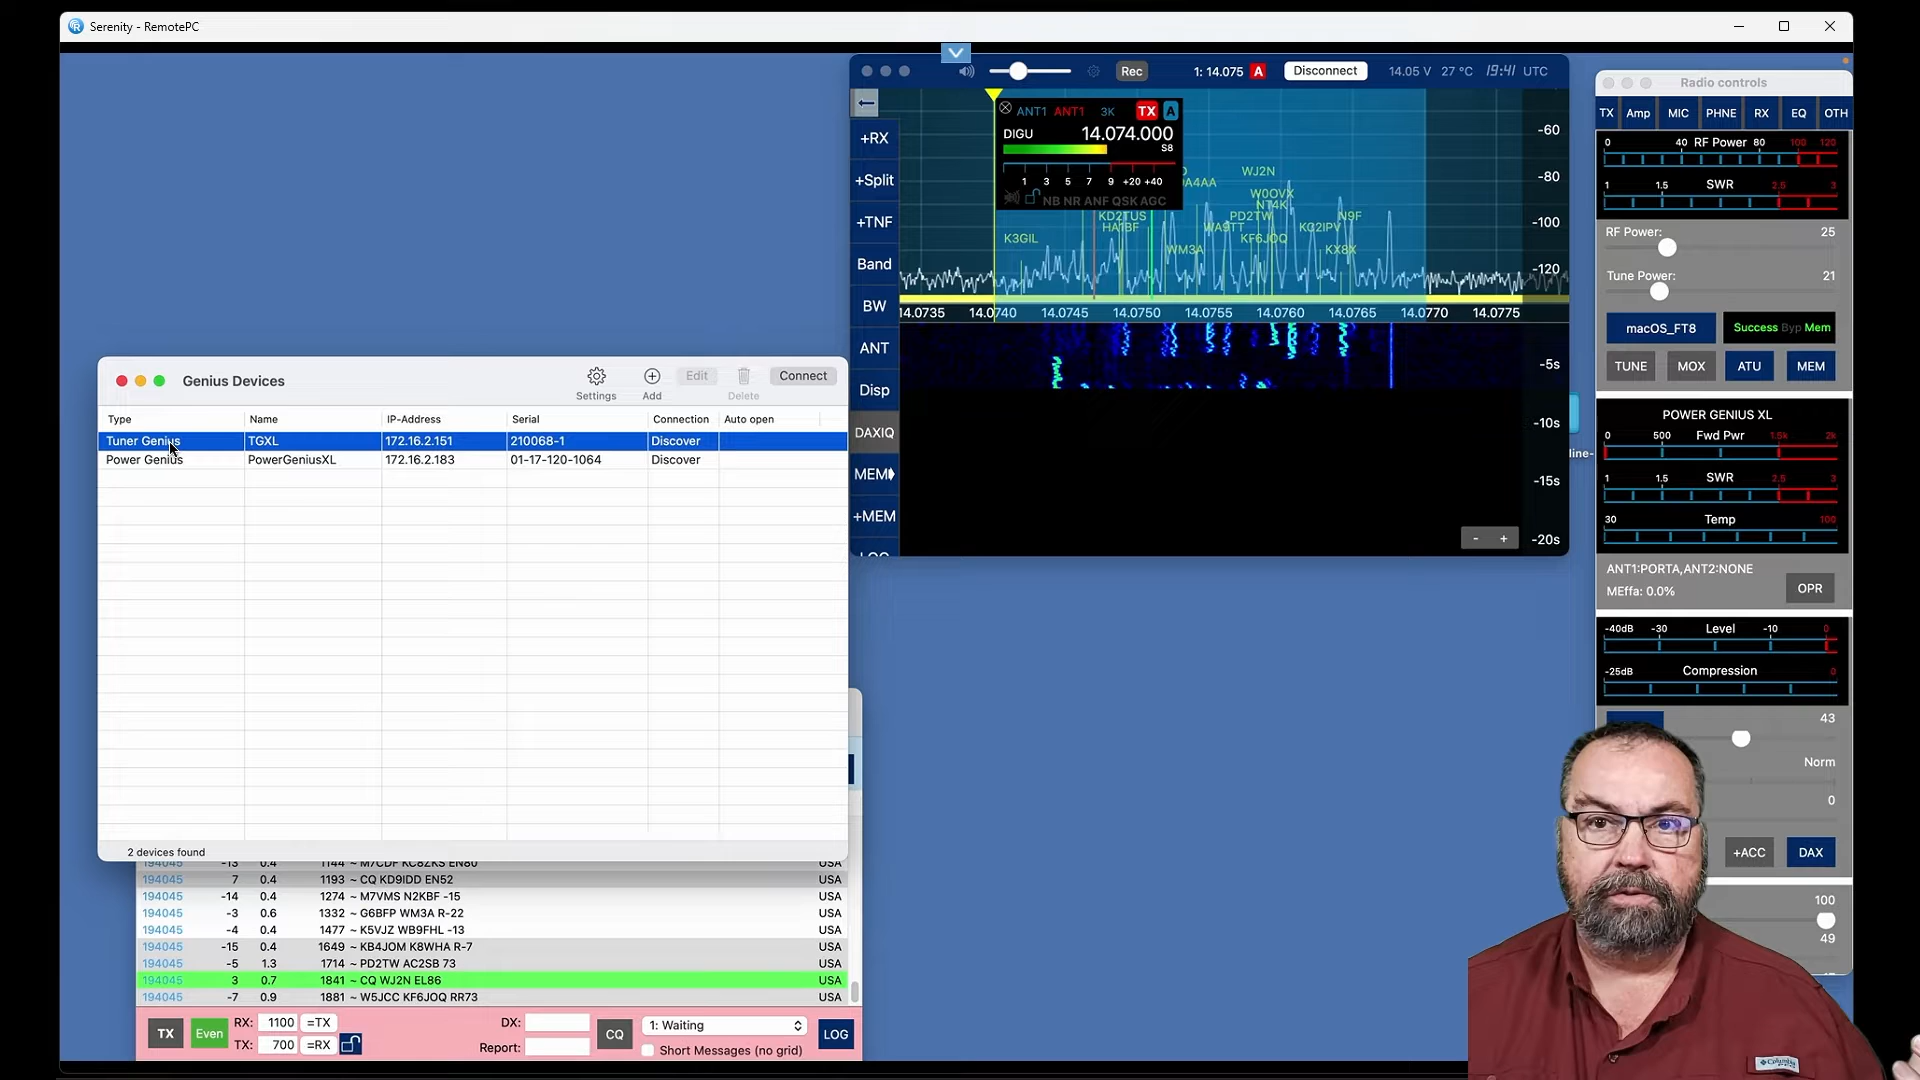 Serenity - RemotePC
Rec
1: 14.075 A
Disconnect
14.05 V 27 °C 19:41 UTC
+RX
+Split
+TNF
Band
BW
ANT
Disp
DAXIQ
MEM
+MEM
ANT1 ANT1 3K TX A
DIGU 14.074.000
S8
1 3 5 7 9 +20 +40
NB NR ANF QSK AGC
WJ2N
W0OVX
NT4K
KD2TUS PD2TW N9F
HA1BF WA9TT KC2IPV
K3GIL KF6JOQ
WM3A KX8X
-60
-80
-100
-120
14.0735 14.0740 14.0745 14.0750 14.0755 14.0760 14.0765 14.0770 14.0775
-5s
-10s
-15s
-20s
- +
line-
Genius Devices
Settings
Add
Edit
Delete
Connect
Type Name IP-Address Serial Connection Auto open
Tuner Genius TGXL 172.16.2.151 210068-1 Discover
Power Genius PowerGeniusXL 172.16.2.183 01-17-120-1064 Discover
2 devices found
194045 -13 0.4 1144 ~ M7CDF KC8ZKS EN80 USA
194045 7 0.4 1193 ~ CQ KD9IDD EN52 USA
194045 -14 0.4 1274 ~ M7VMS N2KBF -15 USA
194045 -3 0.6 1332 ~ G6BFP WM3A R-22 USA
194045 -4 0.4 1477 ~ K5VJZ WB9FHL -13 USA
194045 -15 0.4 1649 ~ KB4JOM K8WHA R-7 USA
194045 -5 1.3 1714 ~ PD2TW AC2SB 73 USA
194045 3 0.7 1841 ~ CQ WJ2N EL86 USA
194045 -7 0.9 1881 ~ W5JCC KF6JOQ RR73 USA
TX
Even
RX: 1100 =TX
TX: 700 =RX
DX:
Report:
CQ
1: Waiting
Short Messages (no grid)
LOG
Radio controls
TX Amp MIC PHNE RX EQ OTH
0 40 RF Power 80 100 120
1 1.5 SWR 2.5 3
RF Power: 25
Tune Power: 21
macOS_FT8
Success Byp Mem
TUNE MOX ATU MEM
POWER GENIUS XL
0 500 Fwd Pwr 1.5k 2k
1 1.5 SWR 2.5 3
30 Temp 100
ANT1:PORTA,ANT2:NONE
MEffa: 0.0%
OPR
-40dB -30 Level -10 0
-25dB Compression 0
43
Norm
0
+ACC DAX
100
49
Columbia